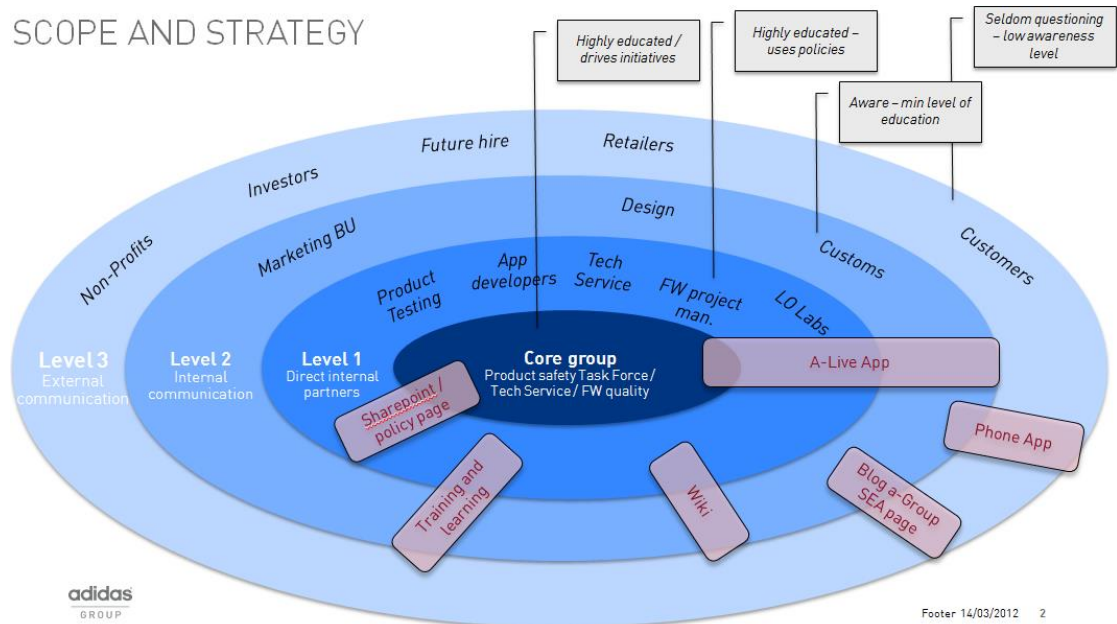 SCOPE AND STRATEGY
Highly educated /
drives initiatives
Highly educated –
uses policies
Seldom questioning
– low awareness
level
Aware – min level of
education
Future hire
Retailers
Investors
Non-Profits
Customers
Marketing BU
Design
Customs
Product
Testing
App
developers
Tech
Service
FW project
man.
LO Labs
Level 3
External
communication
Level 2
Internal
communication
Level 1
Direct internal
partners
Core group
Product safety Task Force /
Tech Service / FW quality
A-Live App
Sharepoint /
policy page
Training and
learning
Wiki
Blog a-Group
SEA page
Phone App
adidas
GROUP
Footer 14/03/2012 2